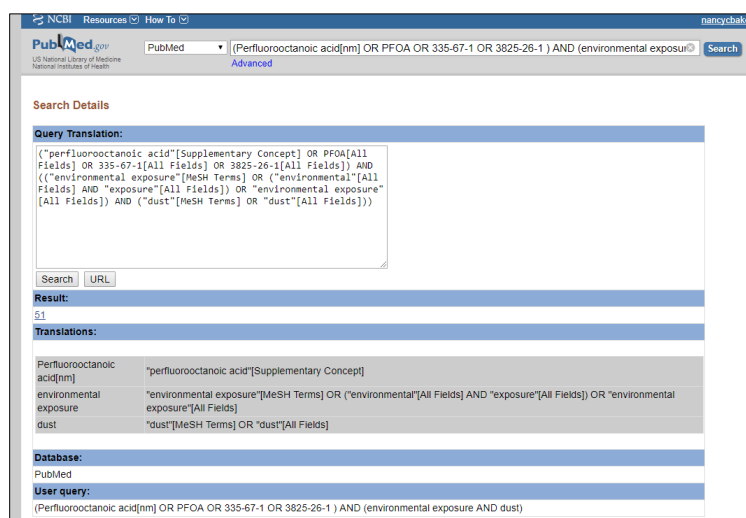 NCBI Resources How To nancycbak
PubMed.gov
US National Library of Medicine
National Institutes of Health
PubMed
(Perfluorooctanoic acid[nm] OR PFOA OR 335-67-1 OR 3825-26-1 ) AND (environmental exposur
Search
Advanced
Search Details
Query Translation:
("perfluorooctanoic acid"[Supplementary Concept] OR PFOA[All
Fields] OR 335-67-1[All Fields] OR 3825-26-1[All Fields]) AND
(("environmental exposure"[MeSH Terms] OR ("environmental"[All
Fields] AND "exposure"[All Fields]) OR "environmental exposure"
[All Fields]) AND ("dust"[MeSH Terms] OR "dust"[All Fields]))
Search URL
Result:
51
Translations:
Perfluorooctanoic
acid[nm]
"perfluorooctanoic acid"[Supplementary Concept]
environmental
exposure
"environmental exposure"[MeSH Terms] OR ("environmental"[All Fields] AND "exposure"[All Fields]) OR "environmental
exposure"[All Fields]
dust
"dust"[MeSH Terms] OR "dust"[All Fields]
Database:
PubMed
User query:
(Perfluorooctanoic acid[nm] OR PFOA OR 335-67-1 OR 3825-26-1 ) AND (environmental exposure AND dust)